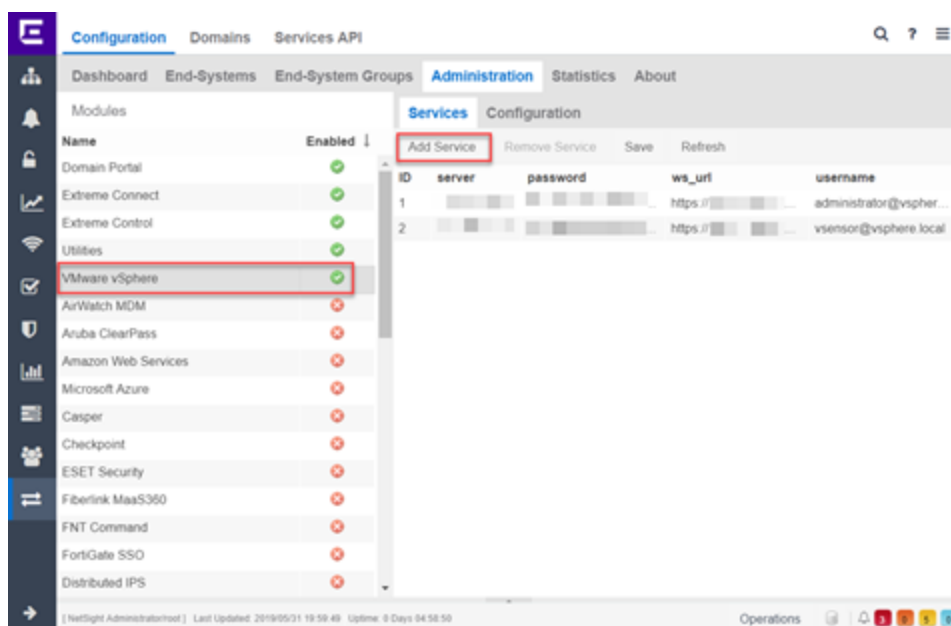 Configuration Domains Services API
Dashboard End-Systems End-System Groups Administration Statistics About
Modules
Name Enabled
Domain Portal
Extreme Connect
Extreme Control
Utilities
VMware vSphere
AirWatch MDM
Aruba ClearPass
Amazon Web Services
Microsoft Azure
Casper
Checkpoint
ESET Security
Fiberlink MaaS360
FNT Command
FortiGate SSO
Distributed IPS
Services Configuration
Add Service Remove Service Save Refresh
ID server password ws_url username
1 ... https:// ... administrator@vspher...
2 ... https:// ... vsensor@vsphere.local
[ NetSight Administrator/root ] Last Updated: 2019/05/31 19:59:49 Uptime: 0 Days 04:58:50
Operations 3 0 5